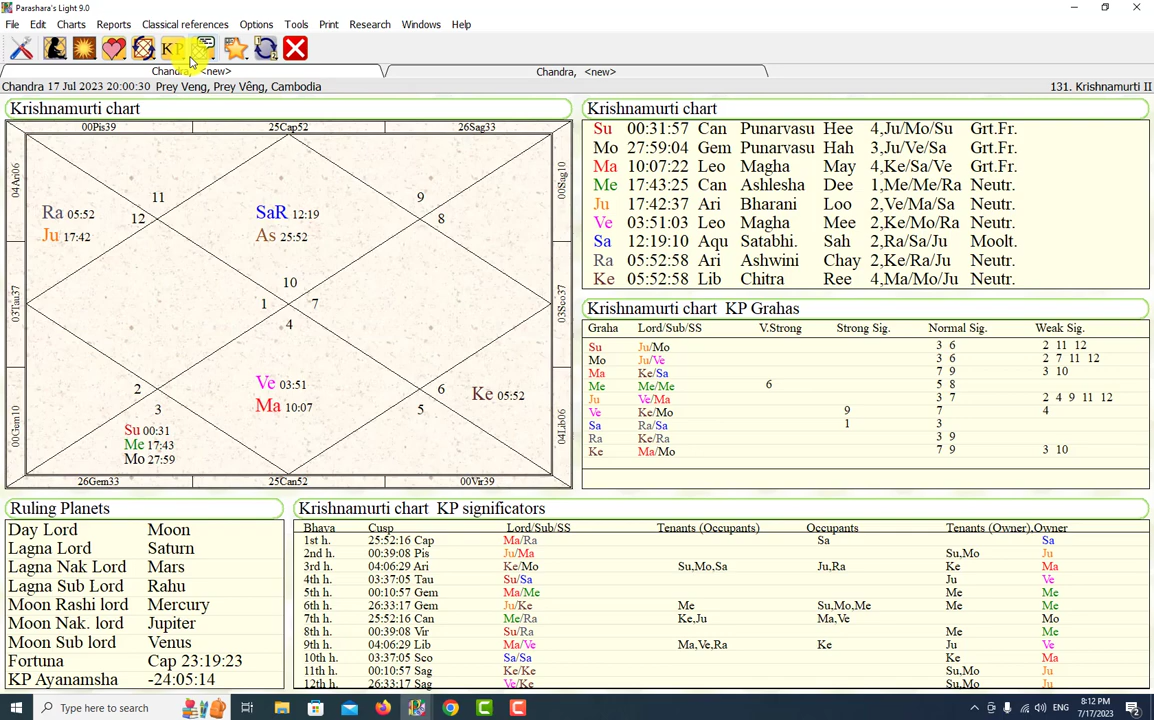 Parashara's Light 9.0
File Edit Charts Reports Classical references Options Tools Print Research Windows Help
KP
Chandra, <new>
Chandra, <new>
Chandra 17 Jul 2023 20:00:30 Prey Veng, Prey Vêng, Cambodia
131. Krishnamurti II
Krishnamurti chart
00Pis39 25Cap52 26Sag33
04Ari06
00Sag10
11 9
12 8
Ra 05:52
Ju 17:42
SaR 12:19
As 25:52
03Tau37
03Sco37
10
1 7
4
2 6
3 5
Ve 03:51
Ma 10:07
Ke 05:52
00Gem10
04Lib06
Su 00:31
Me 17:43
Mo 27:59
26Gem33 25Can52 00Vir39
Krishnamurti chart
Su 00:31:57 Can Punarvasu Hee 4,Ju/Mo/Su Grt.Fr.
Mo 27:59:04 Gem Punarvasu Hah 3,Ju/Ve/Sa Grt.Fr.
Ma 10:07:22 Leo Magha May 4,Ke/Sa/Ve Grt.Fr.
Me 17:43:25 Can Ashlesha Dee 1,Me/Me/Ra Neutr.
Ju 17:42:37 Ari Bharani Loo 2,Ve/Ma/Sa Neutr.
Ve 03:51:03 Leo Magha Mee 2,Ke/Mo/Ra Neutr.
Sa 12:19:10 Aqu Satabhi. Sah 2,Ra/Sa/Ju Moolt.
Ra 05:52:58 Ari Ashwini Chay 2,Ke/Ra/Ju Neutr.
Ke 05:52:58 Lib Chitra Ree 4,Ma/Mo/Ju Neutr.
Krishnamurti chart KP Grahas
Graha Lord/Sub/SS V.Strong Strong Sig. Normal Sig. Weak Sig.
Su Ju/Mo 3 6 2 11 12
Mo Ju/Ve 3 6 2 7 11 12
Ma Ke/Sa 7 9 3 10
Me Me/Me 6 5 8
Ju Ve/Ma 3 7 2 4 9 11 12
Ve Ke/Mo 9 7 4
Sa Ra/Sa 1 3
Ra Ke/Ra 3 9
Ke Ma/Mo 7 9 3 10
Ruling Planets
Day Lord Moon
Lagna Lord Saturn
Lagna Nak Lord Mars
Lagna Sub Lord Rahu
Moon Rashi lord Mercury
Moon Nak. lord Jupiter
Moon Sub lord Venus
Fortuna Cap 23:19:23
KP Ayanamsha -24:05:14
Krishnamurti chart KP significators
Bhava Cusp Lord/Sub/SS Tenants (Occupants) Occupants Tenants (Owner),Owner
1st h. 25:52:16 Cap Ma/Ra Sa Sa
2nd h. 00:39:08 Pis Ju/Ma Su,Mo Ju
3rd h. 04:06:29 Ari Ke/Mo Su,Mo,Sa Ju,Ra Ke Ma
4th h. 03:37:05 Tau Su/Sa Ju Ve
5th h. 00:10:57 Gem Ma/Me Me Me
6th h. 26:33:17 Gem Ju/Ke Me Su,Mo,Me Me Me
7th h. 25:52:16 Can Me/Ra Ke,Ju Ma,Ve Mo
8th h. 00:39:08 Vir Su/Ra Me Me
9th h. 04:06:29 Lib Ma/Ve Ma,Ve,Ra Ke Ju Ve
10th h. 03:37:05 Sco Sa/Sa Ke Ma
11th h. 00:10:57 Sag Ke/Ke Su,Mo Ju
12th h. 26:33:17 Sag Ve/Ke Su,Mo Ju
Type here to search
ENG
8:12 PM
7/17/2023
2